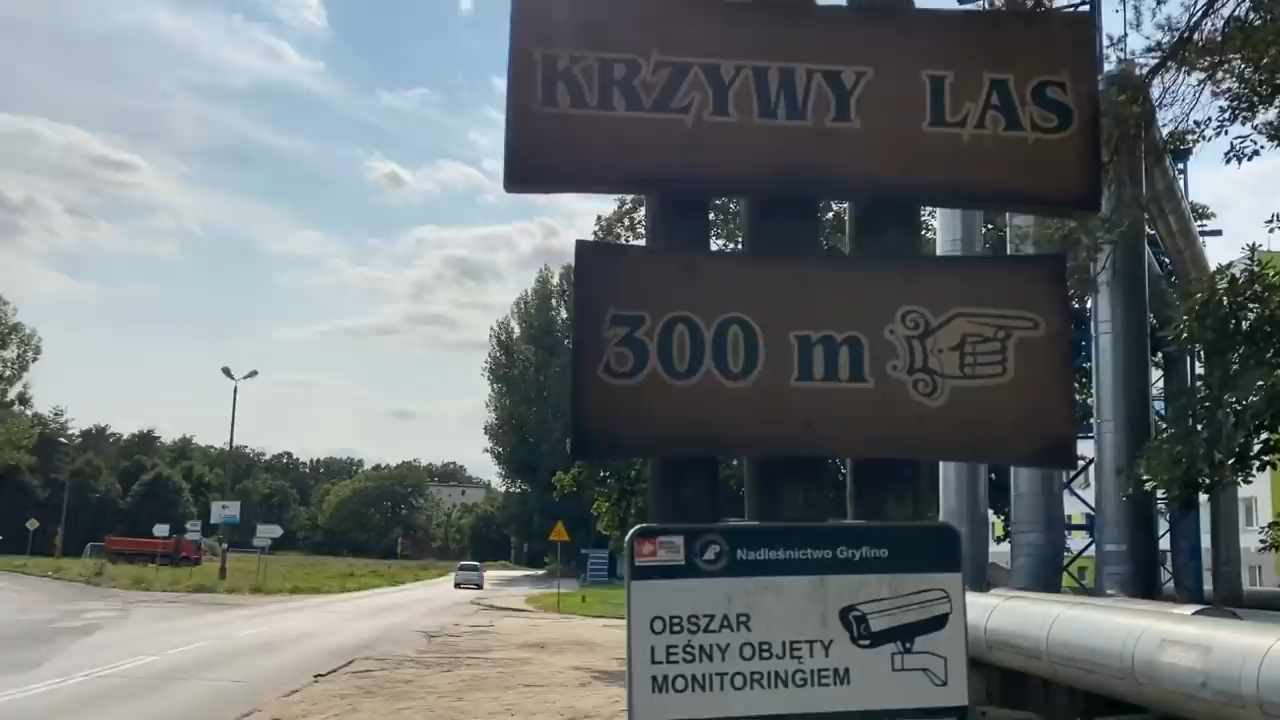 KRZYWY LAS
300 m
Nadleśnictwo Gryfino
OBSZAR
LEŚNY OBJĘTY
MONITORINGIEM